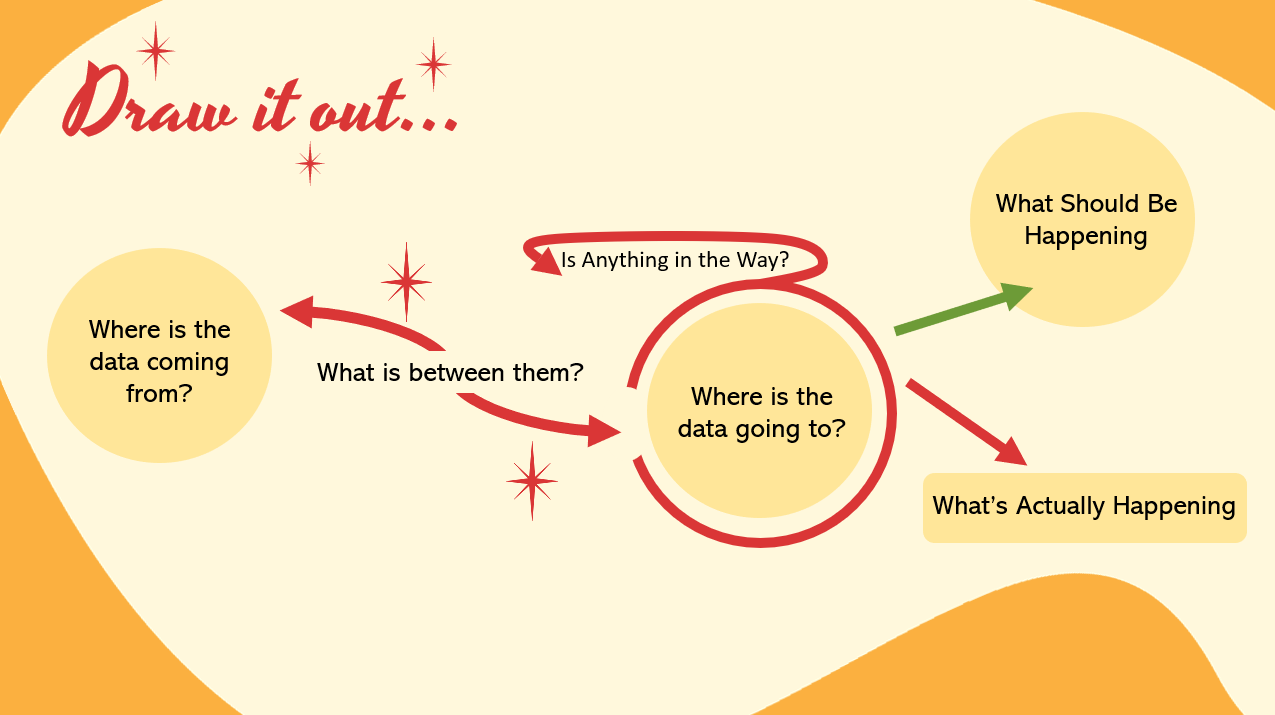 Draw it out...
Where is the
data coming
from?
What is between them?
Is Anything in the Way?
Where is the
data going to?
What Should Be
Happening
What’s Actually Happening